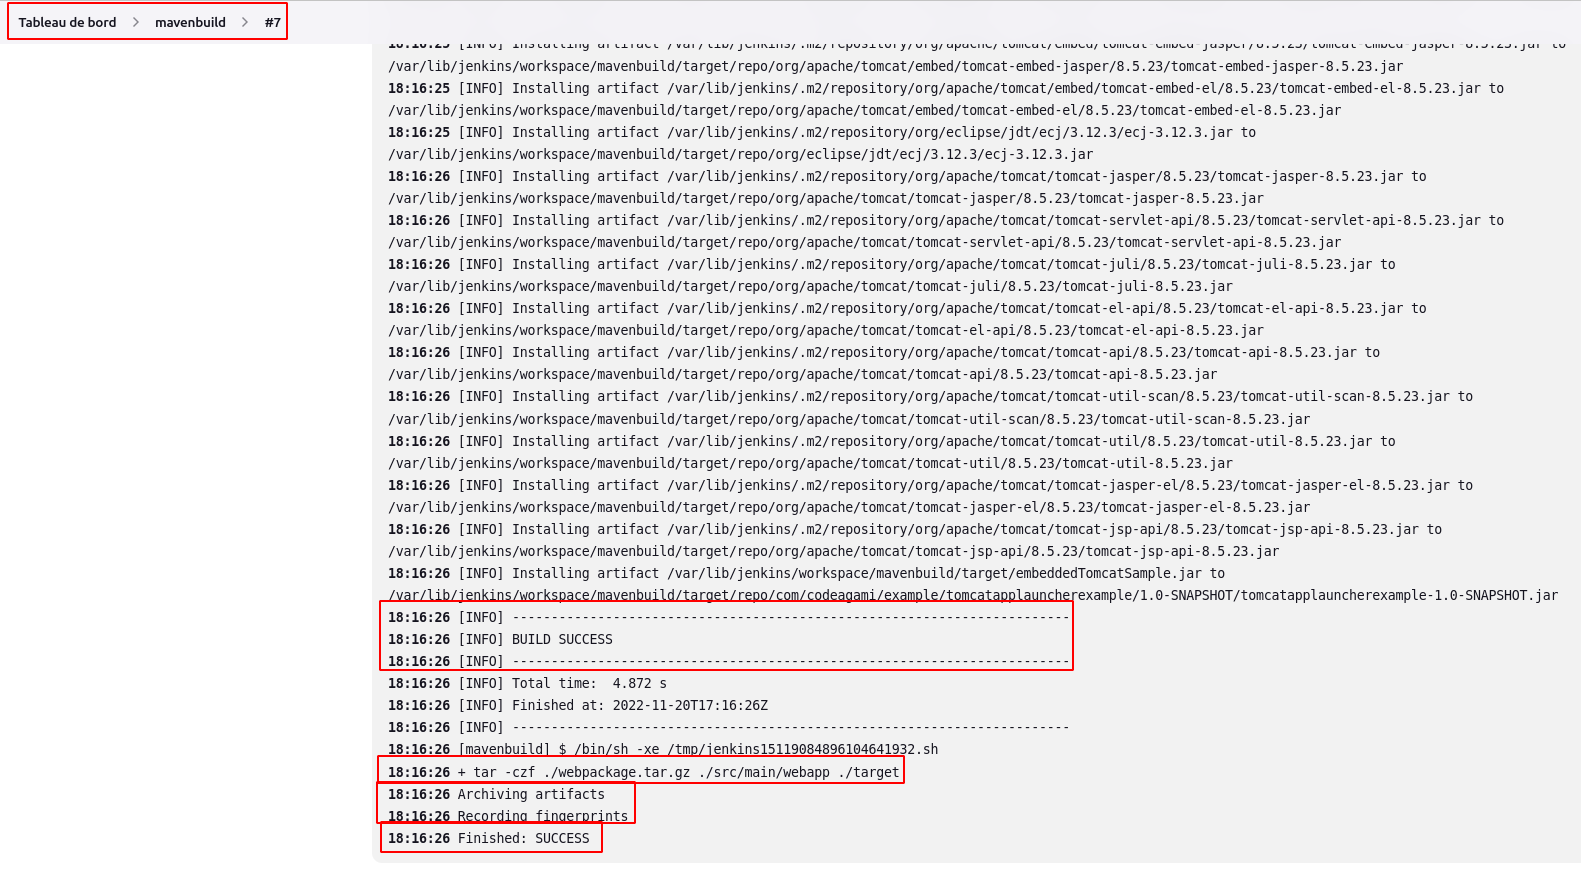 Tableau de bord > mavenbuild > #7
18:16:25 [INFO] Installing artifact /var/lib/jenkins/.m2/repository/org/apache/tomcat/embed/tomcat-embed-jasper/8.5.23/tomcat-embed-jasper-8.5.23.jar to
/var/lib/jenkins/workspace/mavenbuild/target/repo/org/apache/tomcat/embed/tomcat-embed-jasper/8.5.23/tomcat-embed-jasper-8.5.23.jar
18:16:25 [INFO] Installing artifact /var/lib/jenkins/.m2/repository/org/apache/tomcat/embed/tomcat-embed-el/8.5.23/tomcat-embed-el-8.5.23.jar to
/var/lib/jenkins/workspace/mavenbuild/target/repo/org/apache/tomcat/embed/tomcat-embed-el/8.5.23/tomcat-embed-el-8.5.23.jar
18:16:25 [INFO] Installing artifact /var/lib/jenkins/.m2/repository/org/eclipse/jdt/ecj/3.12.3/ecj-3.12.3.jar to
/var/lib/jenkins/workspace/mavenbuild/target/repo/org/eclipse/jdt/ecj/3.12.3/ecj-3.12.3.jar
18:16:26 [INFO] Installing artifact /var/lib/jenkins/.m2/repository/org/apache/tomcat/tomcat-jasper/8.5.23/tomcat-jasper-8.5.23.jar to
/var/lib/jenkins/workspace/mavenbuild/target/repo/org/apache/tomcat/tomcat-jasper/8.5.23/tomcat-jasper-8.5.23.jar
18:16:26 [INFO] Installing artifact /var/lib/jenkins/.m2/repository/org/apache/tomcat/tomcat-servlet-api/8.5.23/tomcat-servlet-api-8.5.23.jar to
/var/lib/jenkins/workspace/mavenbuild/target/repo/org/apache/tomcat/tomcat-servlet-api/8.5.23/tomcat-servlet-api-8.5.23.jar
18:16:26 [INFO] Installing artifact /var/lib/jenkins/.m2/repository/org/apache/tomcat/tomcat-juli/8.5.23/tomcat-juli-8.5.23.jar to
/var/lib/jenkins/workspace/mavenbuild/target/repo/org/apache/tomcat/tomcat-juli/8.5.23/tomcat-juli-8.5.23.jar
18:16:26 [INFO] Installing artifact /var/lib/jenkins/.m2/repository/org/apache/tomcat/tomcat-el-api/8.5.23/tomcat-el-api-8.5.23.jar to
/var/lib/jenkins/workspace/mavenbuild/target/repo/org/apache/tomcat/tomcat-el-api/8.5.23/tomcat-el-api-8.5.23.jar
18:16:26 [INFO] Installing artifact /var/lib/jenkins/.m2/repository/org/apache/tomcat/tomcat-api/8.5.23/tomcat-api-8.5.23.jar to
/var/lib/jenkins/workspace/mavenbuild/target/repo/org/apache/tomcat/tomcat-api/8.5.23/tomcat-api-8.5.23.jar
18:16:26 [INFO] Installing artifact /var/lib/jenkins/.m2/repository/org/apache/tomcat/tomcat-util-scan/8.5.23/tomcat-util-scan-8.5.23.jar to
/var/lib/jenkins/workspace/mavenbuild/target/repo/org/apache/tomcat/tomcat-util-scan/8.5.23/tomcat-util-scan-8.5.23.jar
18:16:26 [INFO] Installing artifact /var/lib/jenkins/.m2/repository/org/apache/tomcat/tomcat-util/8.5.23/tomcat-util-8.5.23.jar to
/var/lib/jenkins/workspace/mavenbuild/target/repo/org/apache/tomcat/tomcat-util/8.5.23/tomcat-util-8.5.23.jar
18:16:26 [INFO] Installing artifact /var/lib/jenkins/.m2/repository/org/apache/tomcat/tomcat-jasper-el/8.5.23/tomcat-jasper-el-8.5.23.jar to
/var/lib/jenkins/workspace/mavenbuild/target/repo/org/apache/tomcat/tomcat-jasper-el/8.5.23/tomcat-jasper-el-8.5.23.jar
18:16:26 [INFO] Installing artifact /var/lib/jenkins/.m2/repository/org/apache/tomcat/tomcat-jsp-api/8.5.23/tomcat-jsp-api-8.5.23.jar to
/var/lib/jenkins/workspace/mavenbuild/target/repo/org/apache/tomcat/tomcat-jsp-api/8.5.23/tomcat-jsp-api-8.5.23.jar
18:16:26 [INFO] Installing artifact /var/lib/jenkins/workspace/mavenbuild/target/embeddedTomcatSample.jar to
/var/lib/jenkins/workspace/mavenbuild/target/repo/com/codeagami/example/tomcatapplauncherexample/1.0-SNAPSHOT/tomcatapplauncherexample-1.0-SNAPSHOT.jar
18:16:26 [INFO] ------------------------------------------------------------------------
18:16:26 [INFO] BUILD SUCCESS
18:16:26 [INFO] ------------------------------------------------------------------------
18:16:26 [INFO] Total time:  4.872 s
18:16:26 [INFO] Finished at: 2022-11-20T17:16:26Z
18:16:26 [INFO] ------------------------------------------------------------------------
18:16:26 [mavenbuild] $ /bin/sh -xe /tmp/jenkins15119084896104641932.sh
18:16:26 + tar -czf ./webpackage.tar.gz ./src/main/webapp ./target
18:16:26 Archiving artifacts
18:16:26 Recording fingerprints
18:16:26 Finished: SUCCESS